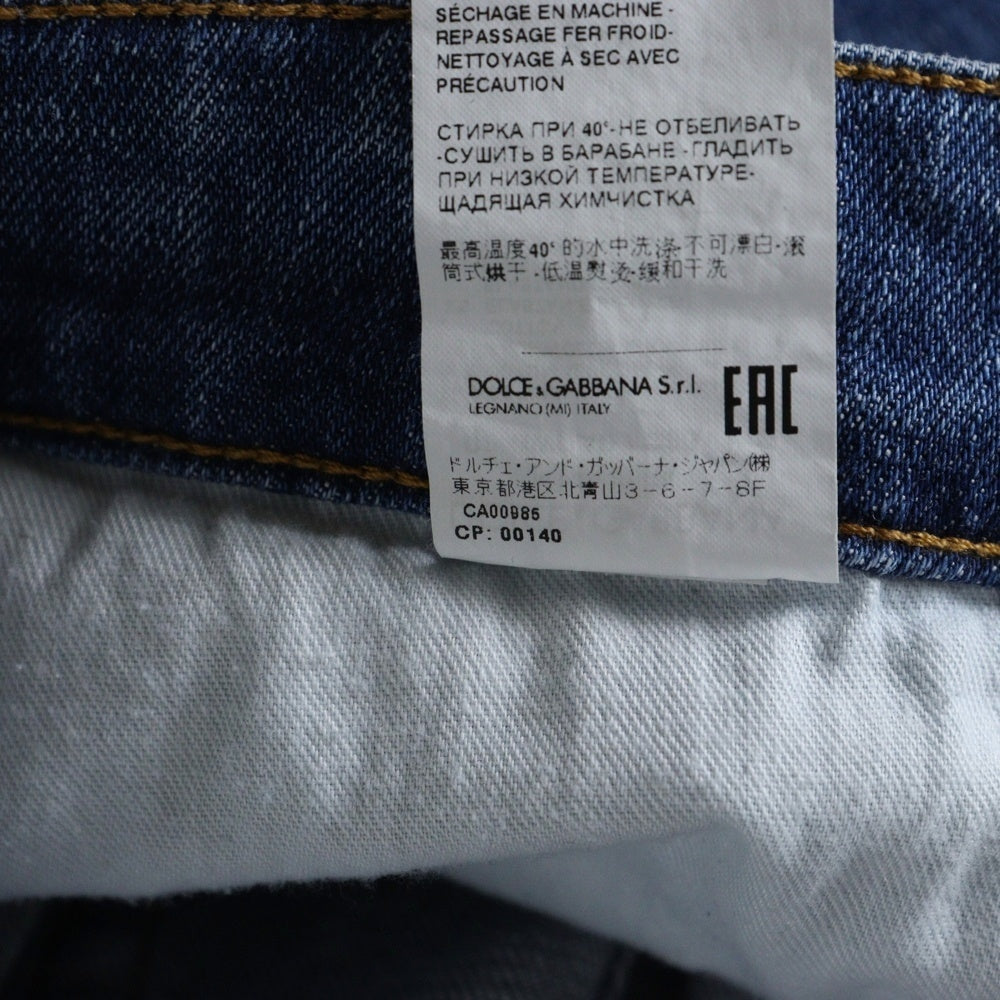 SÉCHAGE EN MACHINE-
REPASSAGE FER FROID-
NETTOYAGE À SEC AVEC
PRÉCAUTION
СТИРКА ПРИ 40°-НЕ ОТБЕЛИВАТЬ
-СУШИТЬ В БАРАБАНЕ-ГЛАДИТЬ
ПРИ НИЗКОЙ ТЕМПЕРАТУРЕ-
ЩАДЯЩАЯ ХИМЧИСТКА
最高温度40°的水中洗涤-不可漂白-滚
筒式烘干-低温熨烫-缓和干洗
DOLCE & GABBANA S.r.l.
LEGNANO (MI) ITALY
EAC
ドルチェ・アンド・ガッバーナ・ジャパン㈱
東京都港区北青山3-6-7-8F
CA00985
CP: 00140